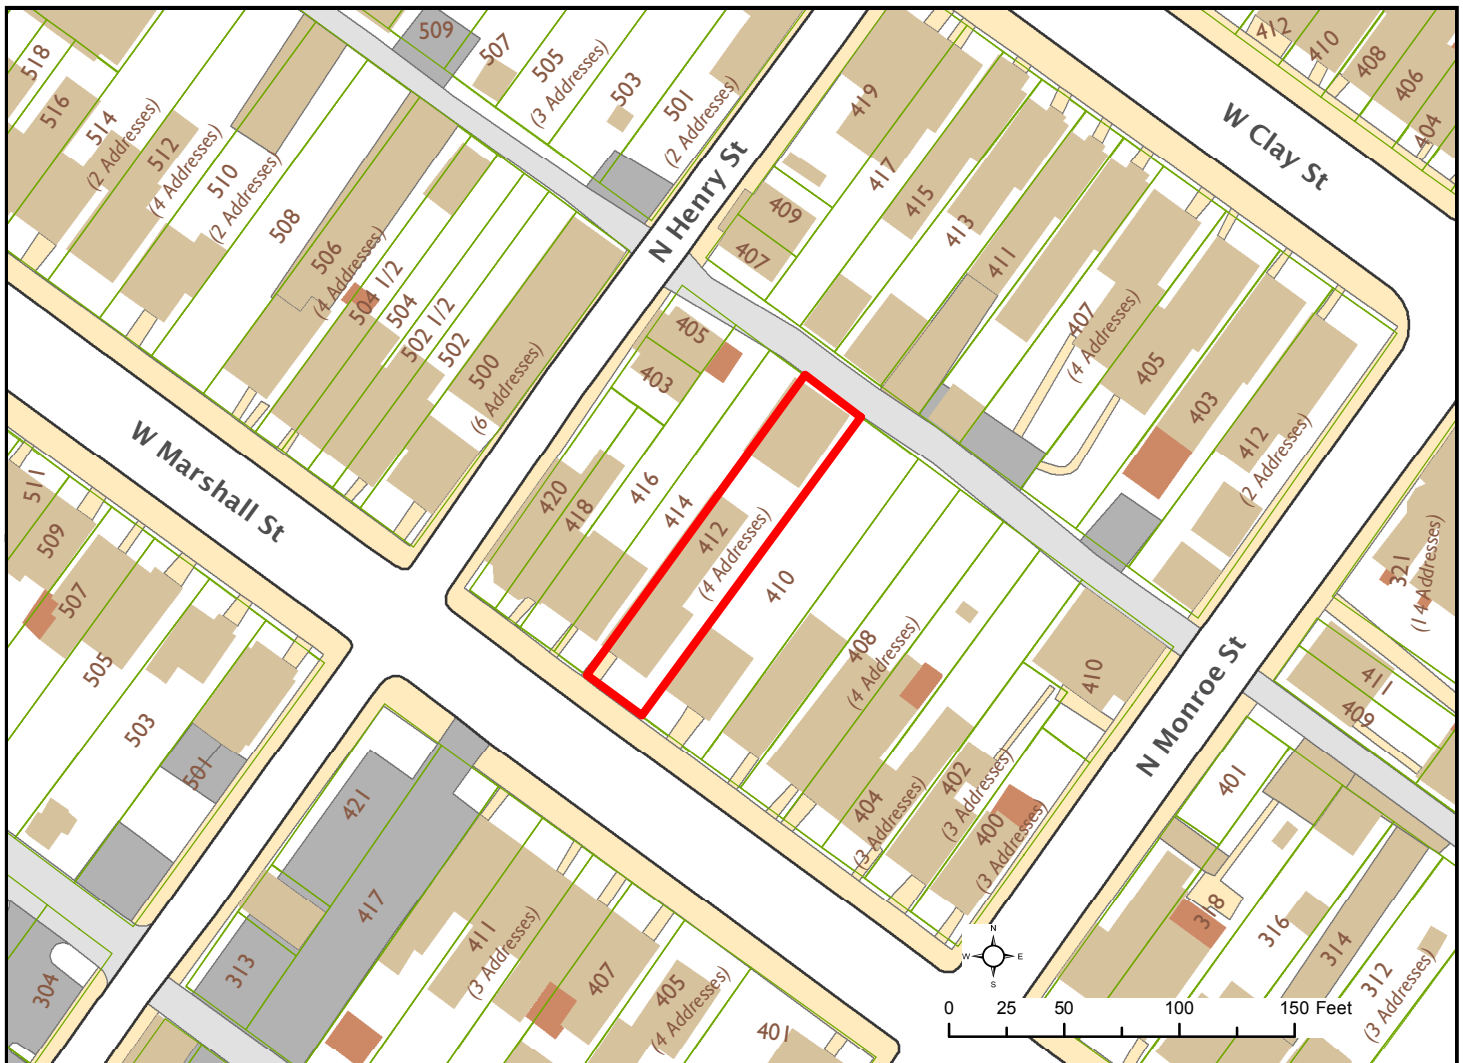 509
507
505
(3 Addresses)
503
501
(2 Addresses)
518
516
514
(2 Addresses)
512
(4 Addresses)
510
(2 Addresses)
508
506
(4 Addresses)
504 1/2
504
502 1/2
502
500
(6 Addresses)
N Henry St
419
417
415
413
411
409
407
407
(4 Addresses)
405
403
412
(2 Addresses)
W Clay St
412
410
408
406
404
405
403
420
418
416
414
412
(4 Addresses)
410
408
(4 Addresses)
404
(3 Addresses)
402
(3 Addresses)
400
(3 Addresses)
410
W Marshall St
511
509
507
505
503
501
304
421
417
313
411
(3 Addresses)
407
405
(4 Addresses)
401
N Monroe St
321
(14 Addresses)
411
409
401
318
316
314
312
(3 Addresses)
N
W
E
S
0 25 50 100 150 Feet